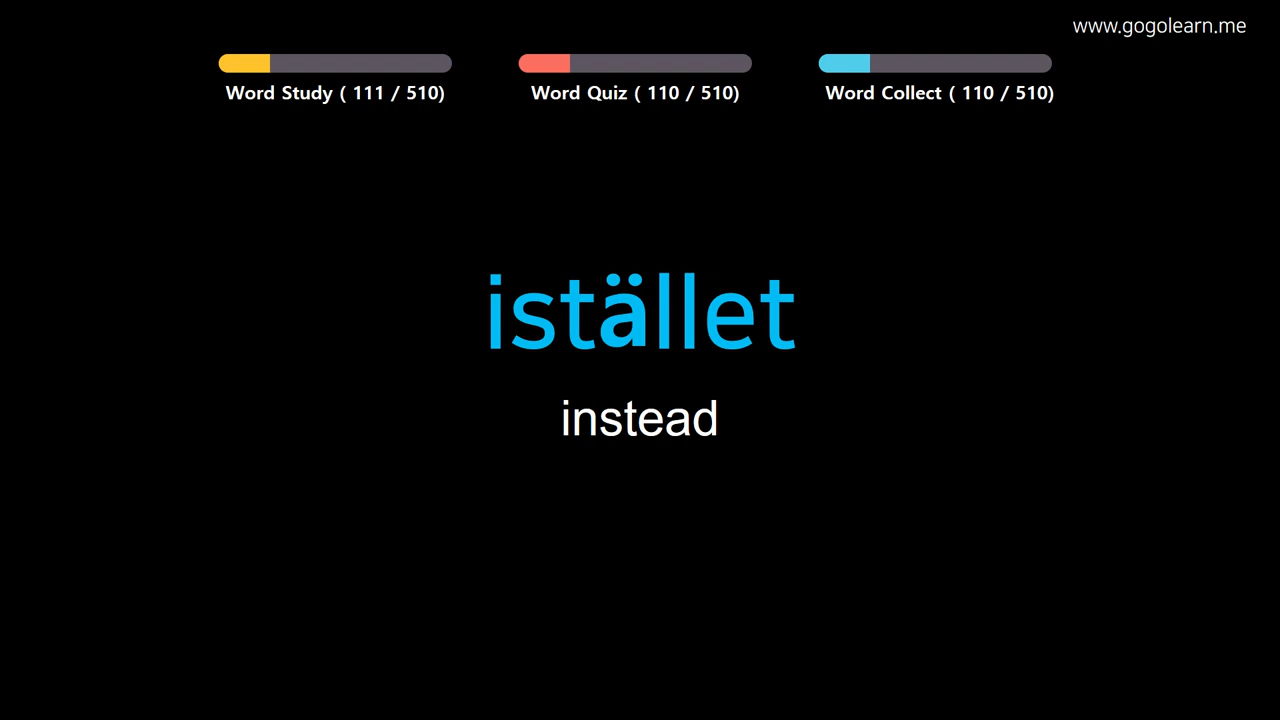 www.gogolearn.me
Word Study ( 111 / 510)
Word Quiz ( 110 / 510)
Word Collect ( 110 / 510)
istället
instead